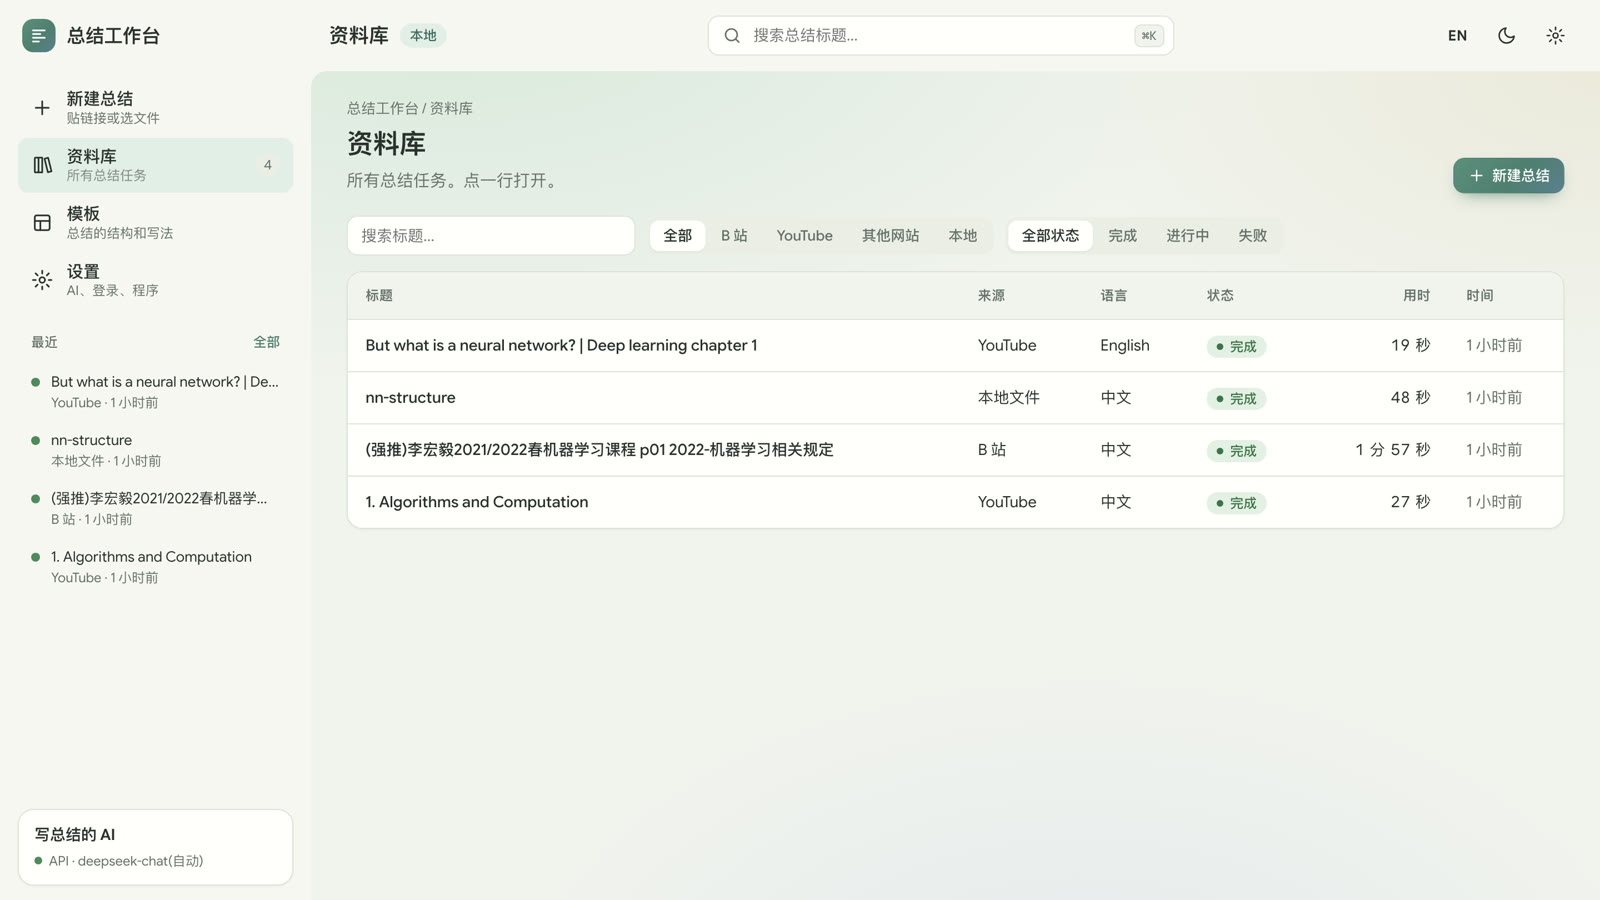 总结工作台
新建总结
贴链接或选文件
资料库
所有总结任务
4
模板
总结的结构和写法
设置
AI、登录、程序
最近 全部
But what is a neural network? | De...
YouTube · 1 小时前
nn-structure
本地文件 · 1 小时前
(强推)李宏毅2021/2022春机器学...
B 站 · 1 小时前
1. Algorithms and Computation
YouTube · 1 小时前
写总结的 AI
API · deepseek-chat(自动)
资料库 本地
搜索总结标题... ⌘K
EN
总结工作台 / 资料库
资料库
所有总结任务。点一行打开。
新建总结
搜索标题... 全部 B 站 YouTube 其他网站 本地 全部状态 完成 进行中 失败
标题 来源 语言 状态 用时 时间
But what is a neural network? | Deep learning chapter 1 YouTube English 完成 19 秒 1 小时前
nn-structure 本地文件 中文 完成 48 秒 1 小时前
(强推)李宏毅2021/2022春机器学习课程 p01 2022-机器学习相关规定 B 站 中文 完成 1 分 57 秒 1 小时前
1. Algorithms and Computation YouTube 中文 完成 27 秒 1 小时前